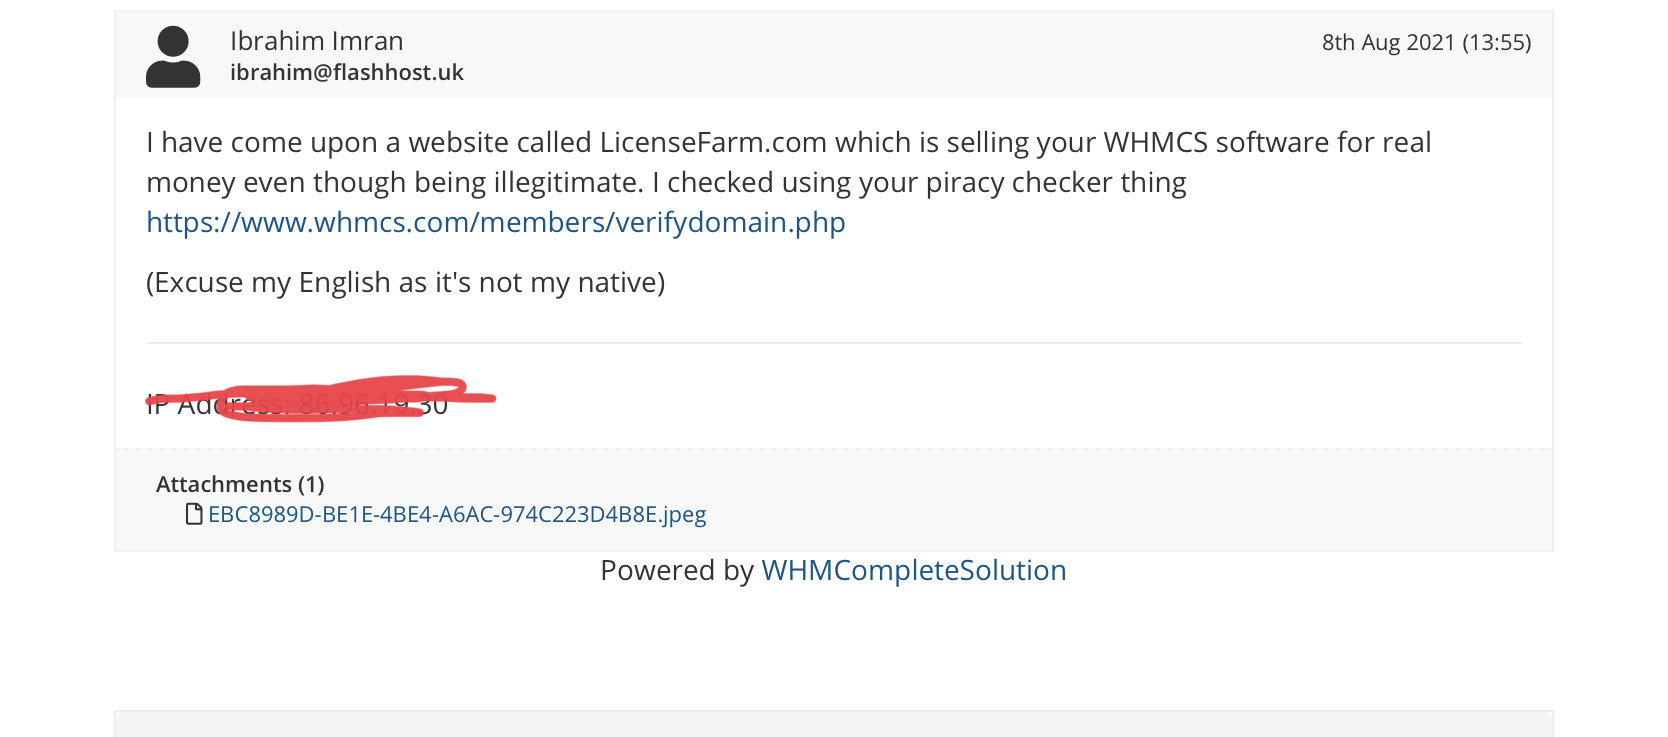 Ibrahim Imran
8th Aug 2021 (13:55)
ibrahim@flashhost.uk
I have come upon a website called LicenseFarm.com which is selling your WHMCS software for real
money even though being illegitimate. I checked using your piracy checker thing
https://www.whmcs.com/members/verifydomain.php
(Excuse my English as it's not my native)
IP Address:
Attachments (1)
EBC8989D-BE1E-4BE4-A6AC-974C223D4B8E.jpeg
Powered by WHMCompleteSolution